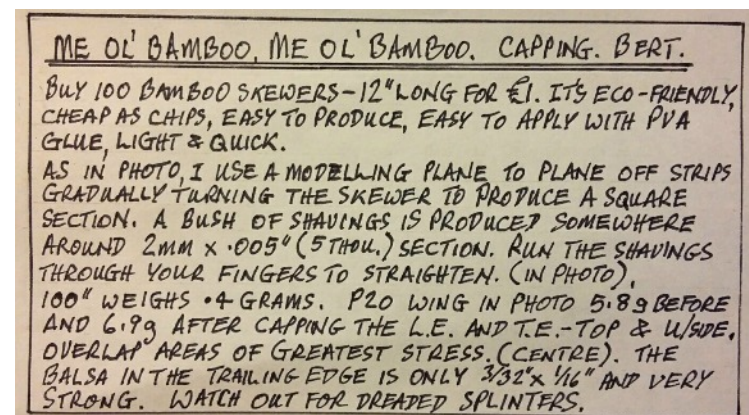 ME OL' BAMBOO, ME OL' BAMBOO. CAPPING. BERT.
BUY 100 BAMBOO SKEWERS - 12" LONG FOR £1. IT'S ECO-FRIENDLY,
CHEAP AS CHIPS, EASY TO PRODUCE, EASY TO APPLY WITH PVA
GLUE, LIGHT & QUICK.
AS IN PHOTO, I USE A MODELLING PLANE TO PLANE OFF STRIPS
GRADUALLY TURNING THE SKEWER TO PRODUCE A SQUARE
SECTION. A BUSH OF SHAVINGS IS PRODUCED SOMEWHERE
AROUND 2MM x .005" (5 THOU.) SECTION. RUN THE SHAVINGS
THROUGH YOUR FINGERS TO STRAIGHTEN. (IN PHOTO).
100" WEIGHS .4 GRAMS. P20 WING IN PHOTO 5.8g BEFORE
AND 6.9g AFTER CAPPING THE L.E. AND T.E. - TOP & U/SIDE.
OVERLAP AREAS OF GREATEST STRESS. (CENTRE). THE
BALSA IN THE TRAILING EDGE IS ONLY 3/32" x 1/16" AND VERY
STRONG. WATCH OUT FOR DREADED SPLINTERS.